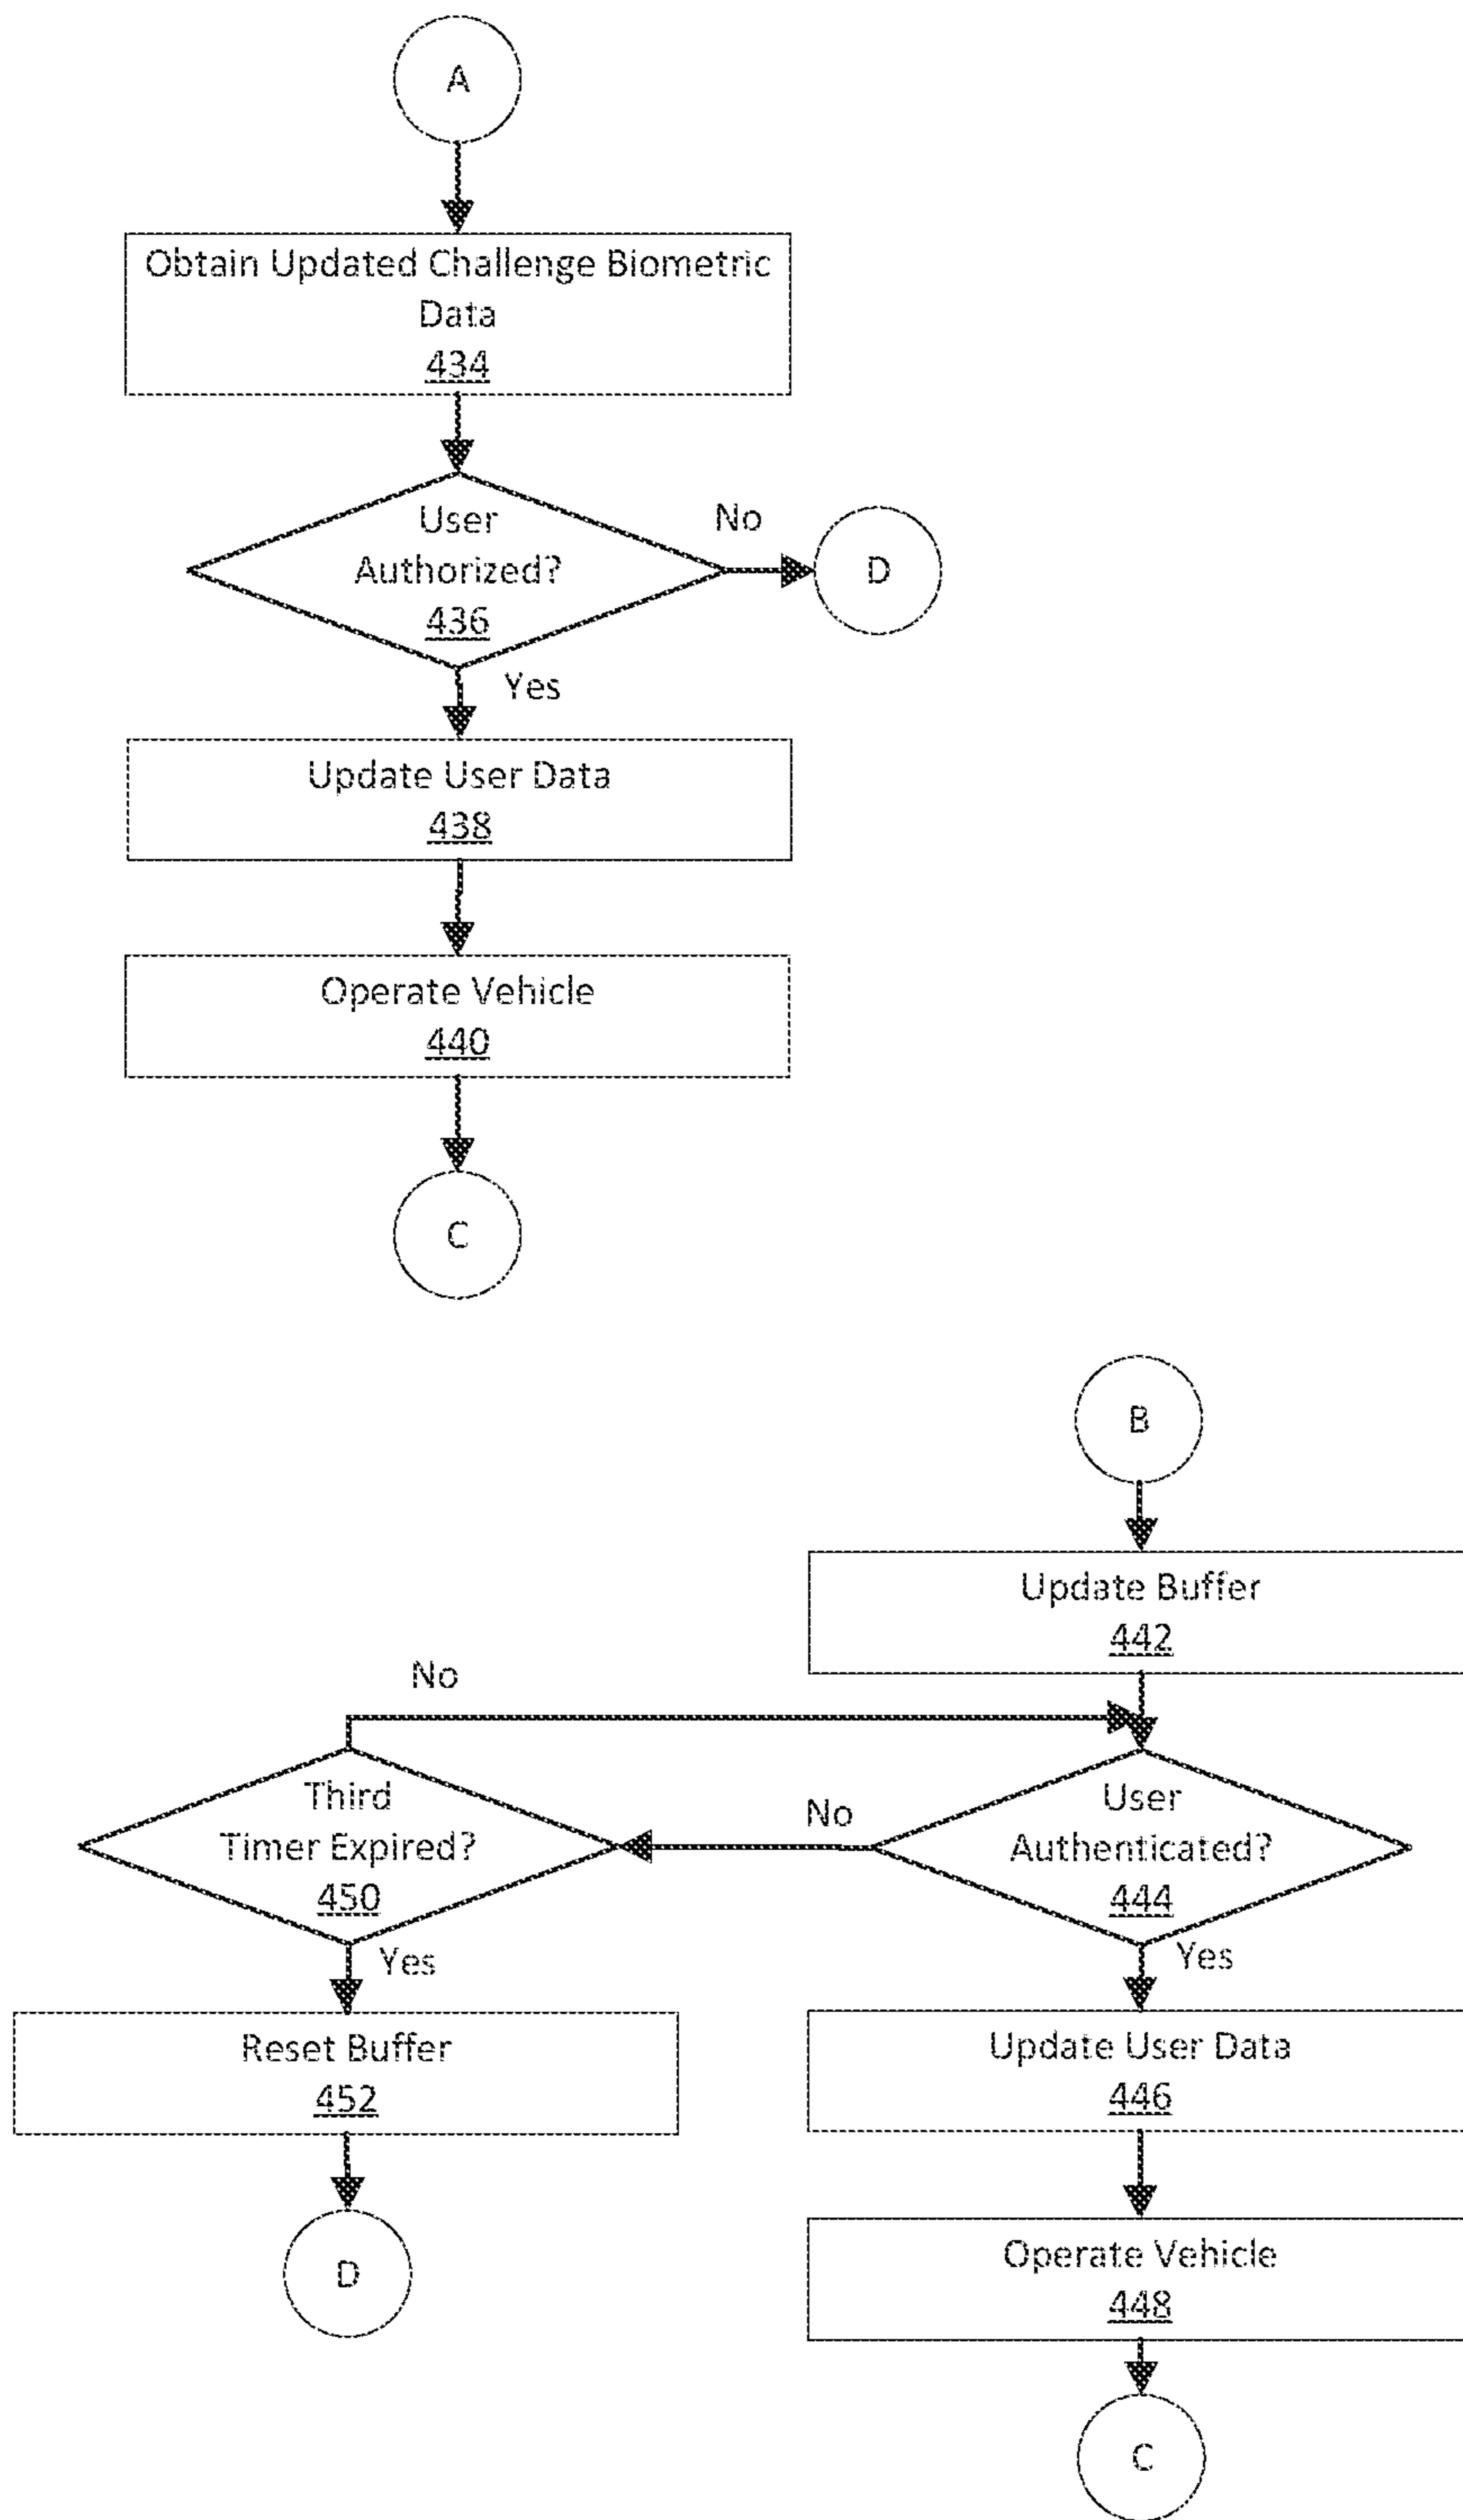 A
Obtain Updated Challenge Biometric
Data
434
User
Authorized?
436
No
D
Yes
Update User Data
438
Operate Vehicle
440
C
B
Update Buffer
442
No
Third
Timer Expired?
450
No
User
Authenticated?
444
Yes
Yes
Reset Buffer
452
Update User Data
446
D
Operate Vehicle
448
C